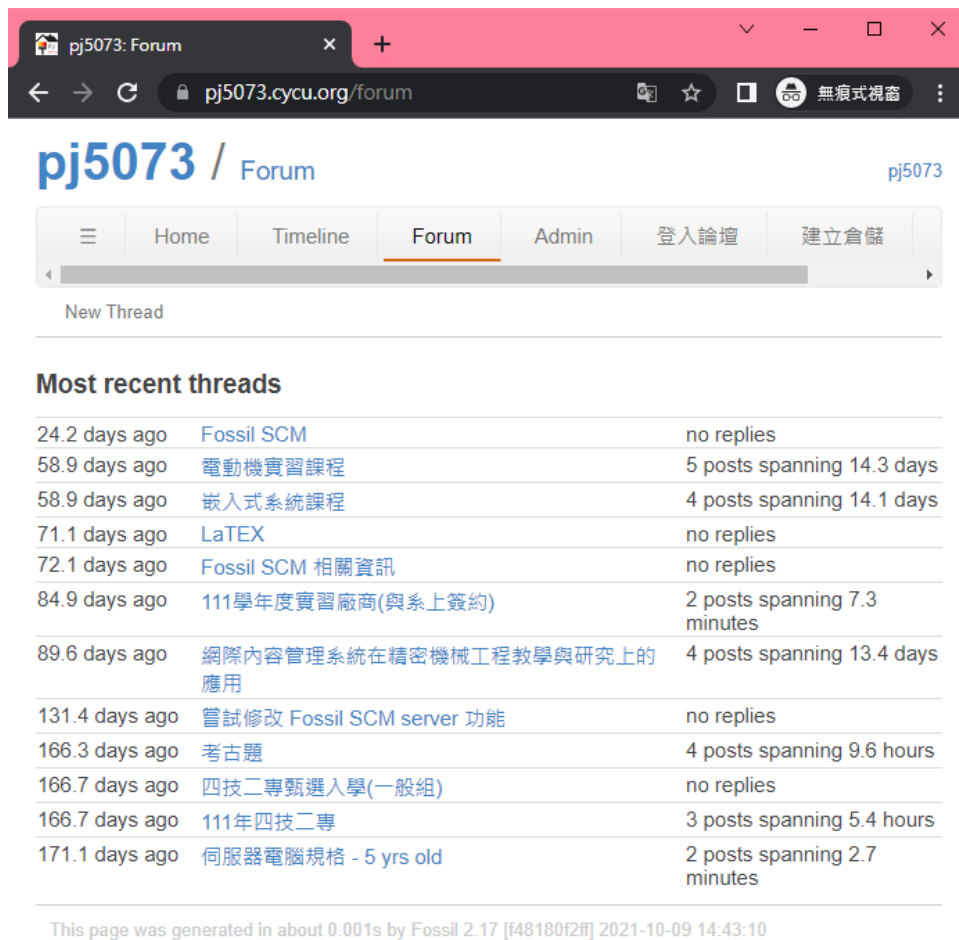 pj5073: Forum
pj5073.cycu.org/forum
無痕式視窗
pj5073 / Forum
pj5073
Home Timeline Forum Admin 登入論壇 建立倉儲
New Thread
Most recent threads
24.2 days ago Fossil SCM no replies
58.9 days ago 電動機實習課程 5 posts spanning 14.3 days
58.9 days ago 嵌入式系統課程 4 posts spanning 14.1 days
71.1 days ago LaTEX no replies
72.1 days ago Fossil SCM 相關資訊 no replies
84.9 days ago 111學年度實習廠商(與系上簽約) 2 posts spanning 7.3
minutes
89.6 days ago 網際內容管理系統在精密機械工程教學與研究上的 4 posts spanning 13.4 days
應用
131.4 days ago 嘗試修改 Fossil SCM server 功能 no replies
166.3 days ago 考古題 4 posts spanning 9.6 hours
166.7 days ago 四技二專甄選入學(一般組) no replies
166.7 days ago 111年四技二專 3 posts spanning 5.4 hours
171.1 days ago 伺服器電腦規格 - 5 yrs old 2 posts spanning 2.7
minutes
This page was generated in about 0.001s by Fossil 2.17 [f48180f2ff] 2021-10-09 14:43:10